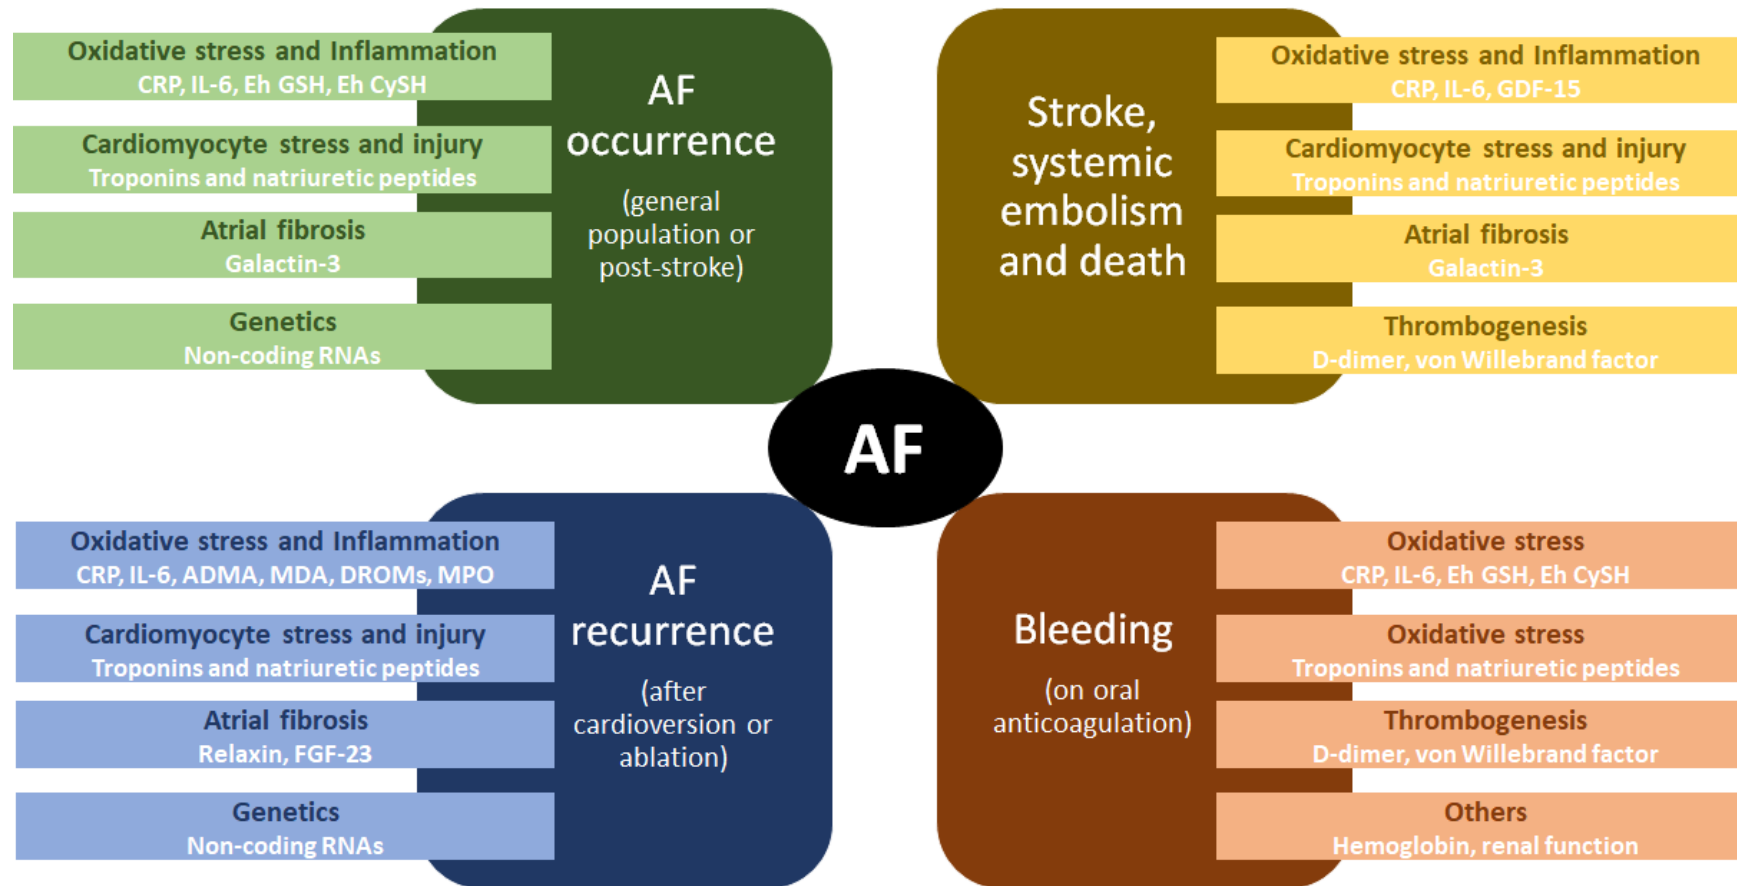 Oxidative stress and Inflammation
CRP, IL-6, Eh GSH, Eh CySH
Cardiomyocyte stress and injury
Troponins and natriuretic peptides
Atrial fibrosis
Galactin-3
Genetics
Non-coding RNAs
AF
occurrence
(general
population or
post-stroke)
Stroke,
systemic
embolism
and death
Oxidative stress and Inflammation
CRP, IL-6, GDF-15
Cardiomyocyte stress and injury
Troponins and natriuretic peptides
Atrial fibrosis
Galactin-3
Thrombogenesis
D-dimer, von Willebrand factor
AF
Oxidative stress and Inflammation
CRP, IL-6, ADMA, MDA, DROMs, MPO
Cardiomyocyte stress and injury
Troponins and natriuretic peptides
Atrial fibrosis
Relaxin, FGF-23
Genetics
Non-coding RNAs
AF
recurrence
(after
cardioversion or
ablation)
Bleeding
(on oral
anticoagulation)
Oxidative stress
CRP, IL-6, Eh GSH, Eh CySH
Oxidative stress
Troponins and natriuretic peptides
Thrombogenesis
D-dimer, von Willebrand factor
Others
Hemoglobin, renal function